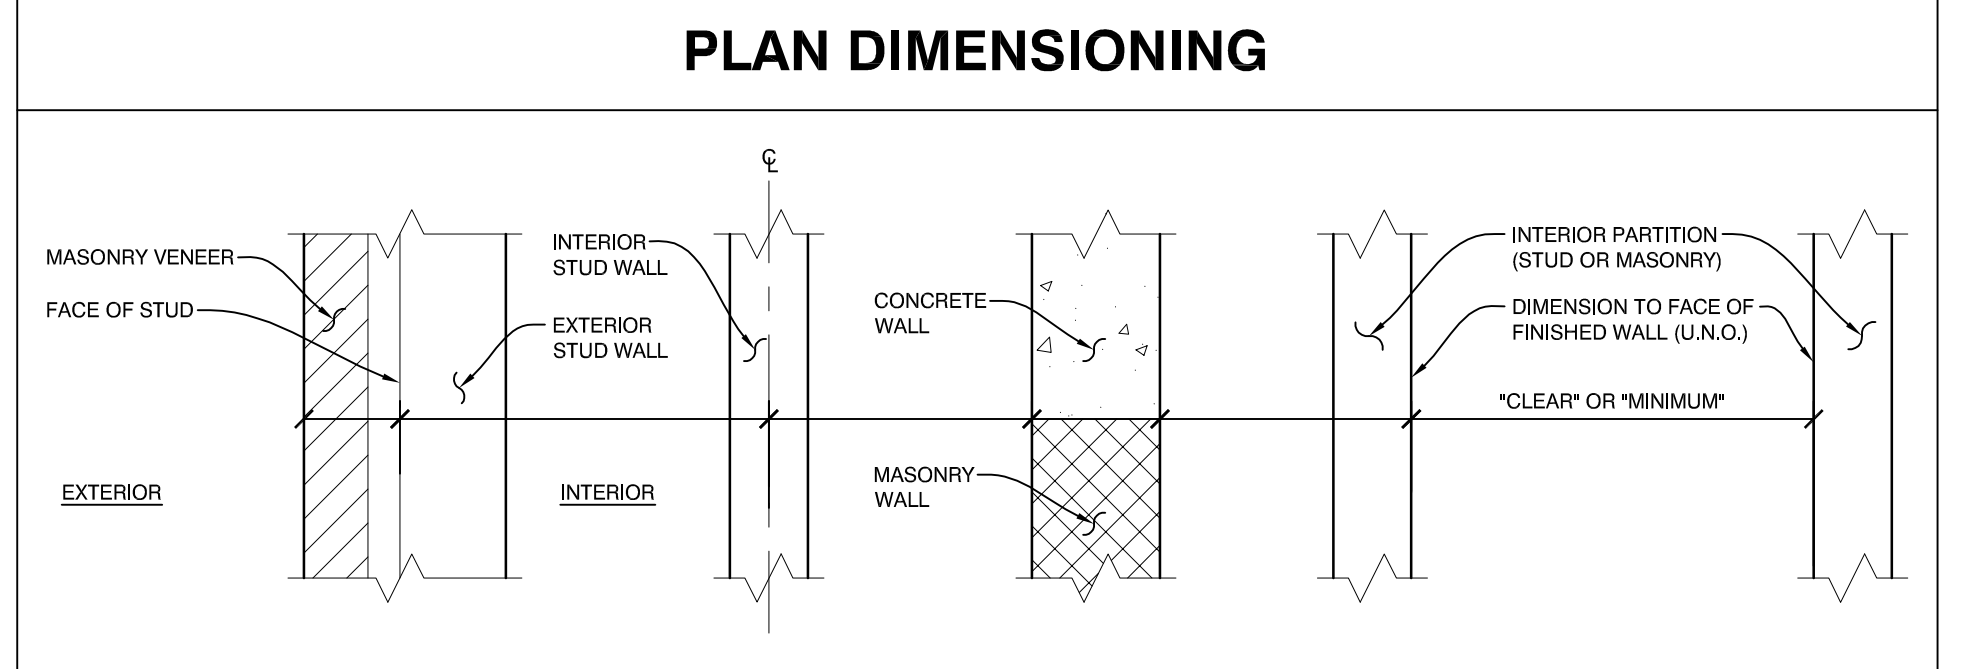 PLAN DIMENSIONING
℄
MASONRY VENEER
FACE OF STUD
INTERIOR
STUD WALL
EXTERIOR
STUD WALL
CONCRETE
WALL
INTERIOR PARTITION
(STUD OR MASONRY)
DIMENSION TO FACE OF
FINISHED WALL (U.N.O.)
"CLEAR" OR "MINIMUM"
EXTERIOR
INTERIOR
MASONRY
WALL